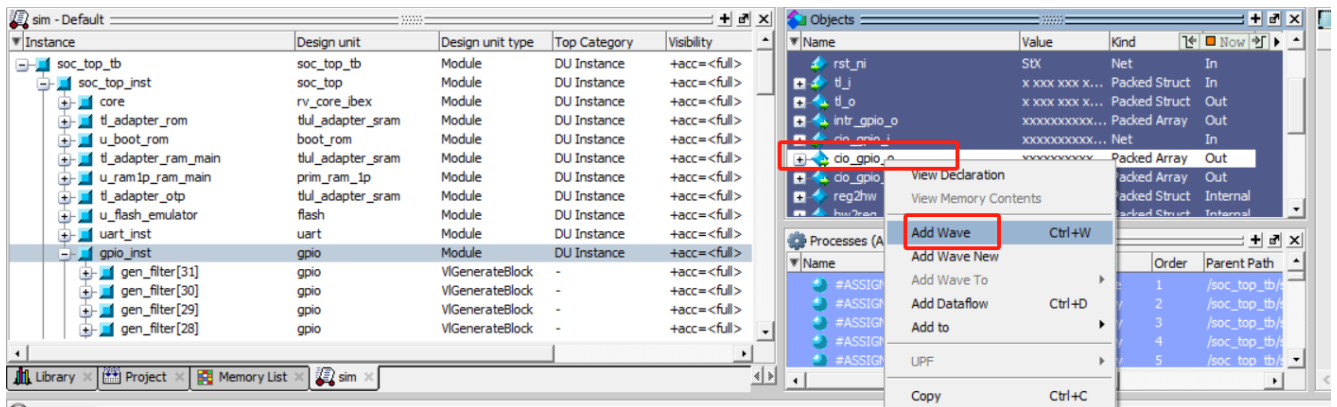 sim - Default
Instance Design unit Design unit type Top Category Visibility
soc_top_tb soc_top_tb Module DU Instance +acc=<full>
soc_top_inst soc_top Module DU Instance +acc=<full>
core rv_core_ibex Module DU Instance +acc=<full>
tl_adapter_rom tlul_adapter_sram Module DU Instance +acc=<full>
u_boot_rom boot_rom Module DU Instance +acc=<full>
tl_adapter_ram_main tlul_adapter_sram Module DU Instance +acc=<full>
u_ram1p_ram_main prim_ram_1p Module DU Instance +acc=<full>
tl_adapter_otp tlul_adapter_sram Module DU Instance +acc=<full>
u_flash_emulator flash Module DU Instance +acc=<full>
uart_inst uart Module DU Instance +acc=<full>
gpio_inst gpio Module DU Instance +acc=<full>
gen_filter[31] gpio VlGenerateBlock - +acc=<full>
gen_filter[30] gpio VlGenerateBlock - +acc=<full>
gen_filter[29] gpio VlGenerateBlock - +acc=<full>
gen_filter[28] gpio VlGenerateBlock - +acc=<full>
Library Project Memory List sim
Objects
Name Value Kind Now
rst_ni StX Net In
tl_i x xxx xxx x... Packed Struct In
tl_o x xxx xxx x... Packed Struct Out
intr_gpio_o xxxxxxxxxx... Packed Array Out
cio_gpio_i xxxxxxxxxx... Net In
cio_gpio_o xxxxxxxxxx... Packed Array Out
cio_gpio_ Packed Array Out
reg2hw Packed Struct Internal
hw2reg Packed Struct Internal
View Declaration
View Memory Contents
Add Wave Ctrl+W
Add Wave New
Add Wave To
Add Dataflow Ctrl+D
Add to
UPF
Copy Ctrl+C
Processes (A
Name Order Parent Path
#ASSIGN 1 /soc_top_tb/s
#ASSIGN 2 /soc_top_tb/s
#ASSIGN 3 /soc_top_tb/s
#ASSIGN 4 /soc_top_tb/s
#ASSIGN 5 /soc_top_tb/s